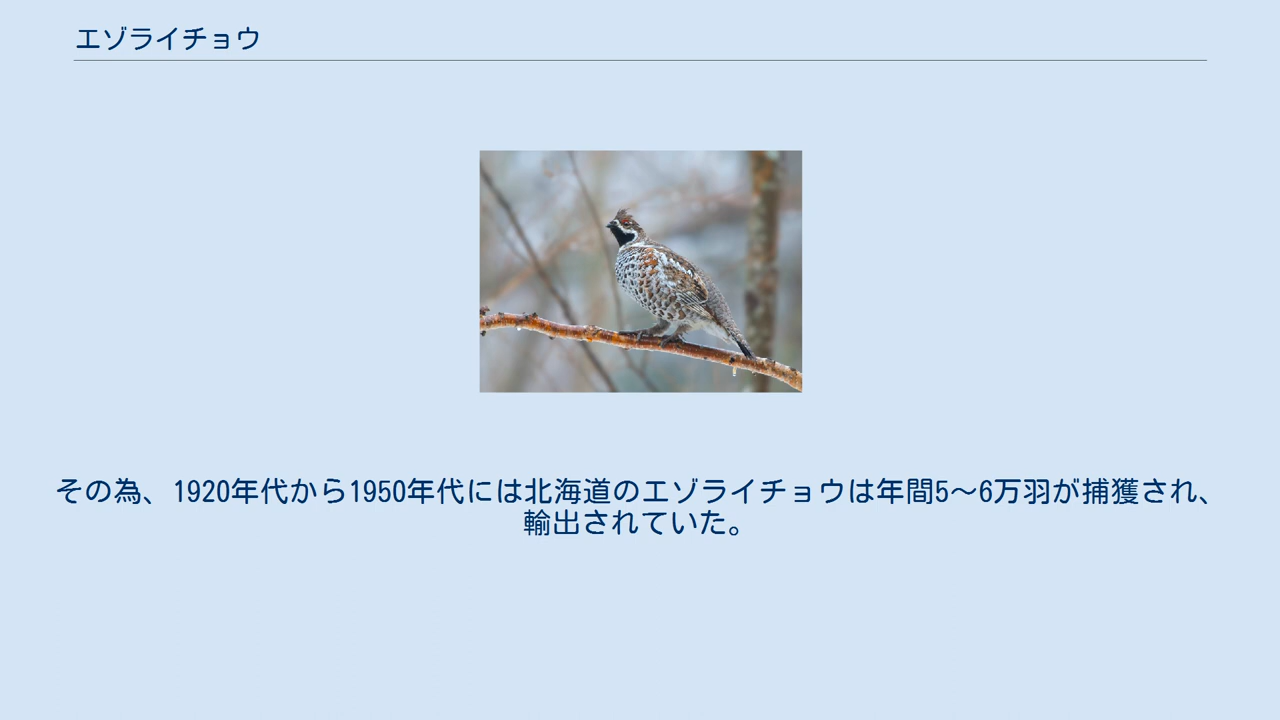 エゾライチョウ
その為、1920年代から1950年代には北海道のエゾライチョウは年間5～6万羽が捕獲され、
輸出されていた。